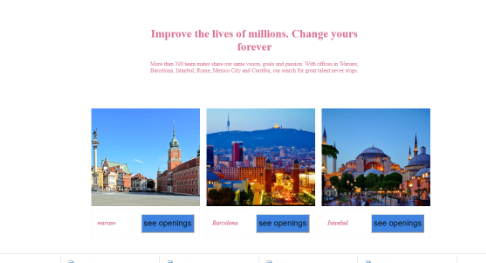 Improve the lives of millions. Change yours
forever
More than 500 team mates share our same vision, goals and passion. With offices in Warsaw,
Barcelona, Istanbul, Rome, Mexico City and Curitiba, our search for great talent never stops.
warsaw
see openings
Barcelona
see openings
Istanbul
see openings